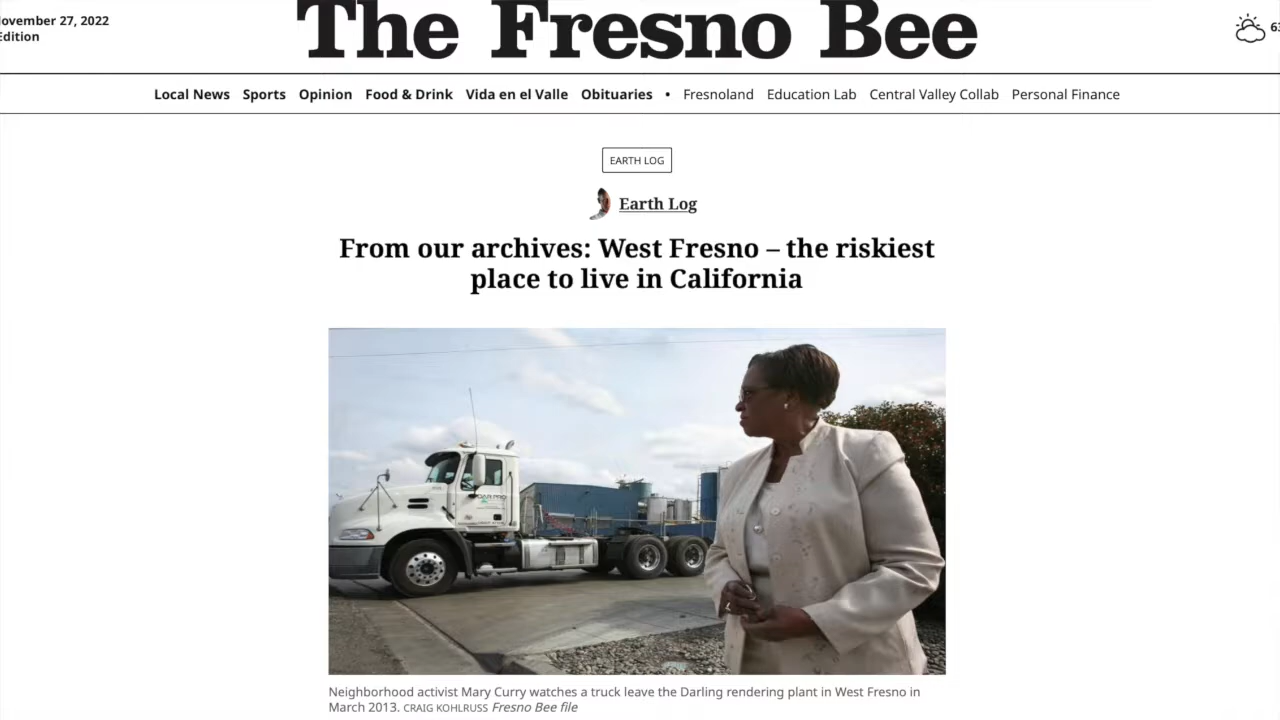 November 27, 2022
Edition
The Fresno Bee
Local News Sports Opinion Food & Drink Vida en el Valle Obituaries • Fresnoland Education Lab Central Valley Collab Personal Finance
EARTH LOG
Earth Log
From our archives: West Fresno – the riskiest
place to live in California
Neighborhood activist Mary Curry watches a truck leave the Darling rendering plant in West Fresno in
March 2013. CRAIG KOHLRUSS Fresno Bee file